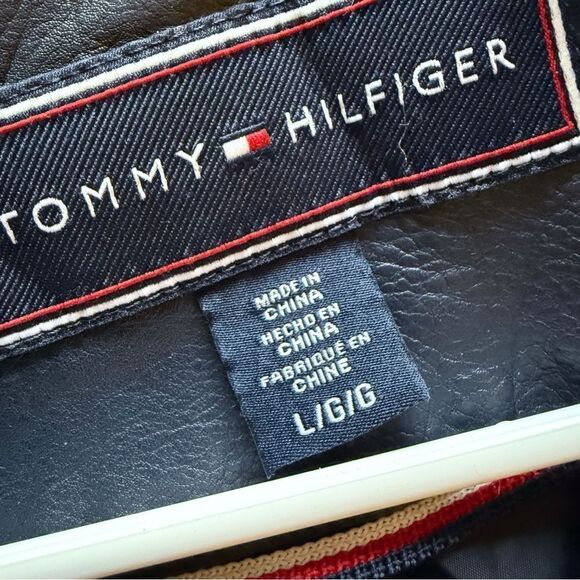 TOMMY HILFIGER
MADE IN
CHINA
HECHO EN
CHINA
FABRIQUÉ EN
CHINE
L/G/G